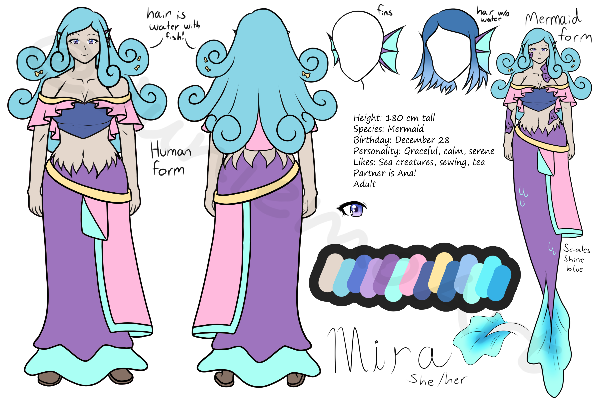 hair is
water with
fish!
fins
hair w/o
water
Mermaid
form
Human
form
Height: 180 cm tall
Species: Mermaid
Birthday: December 28
Personality: Graceful, calm, serene
Likes: Sea creatures, sewing, tea
Partner is Ana!
Adult
Scales
Shine
blue
Mira
She/her